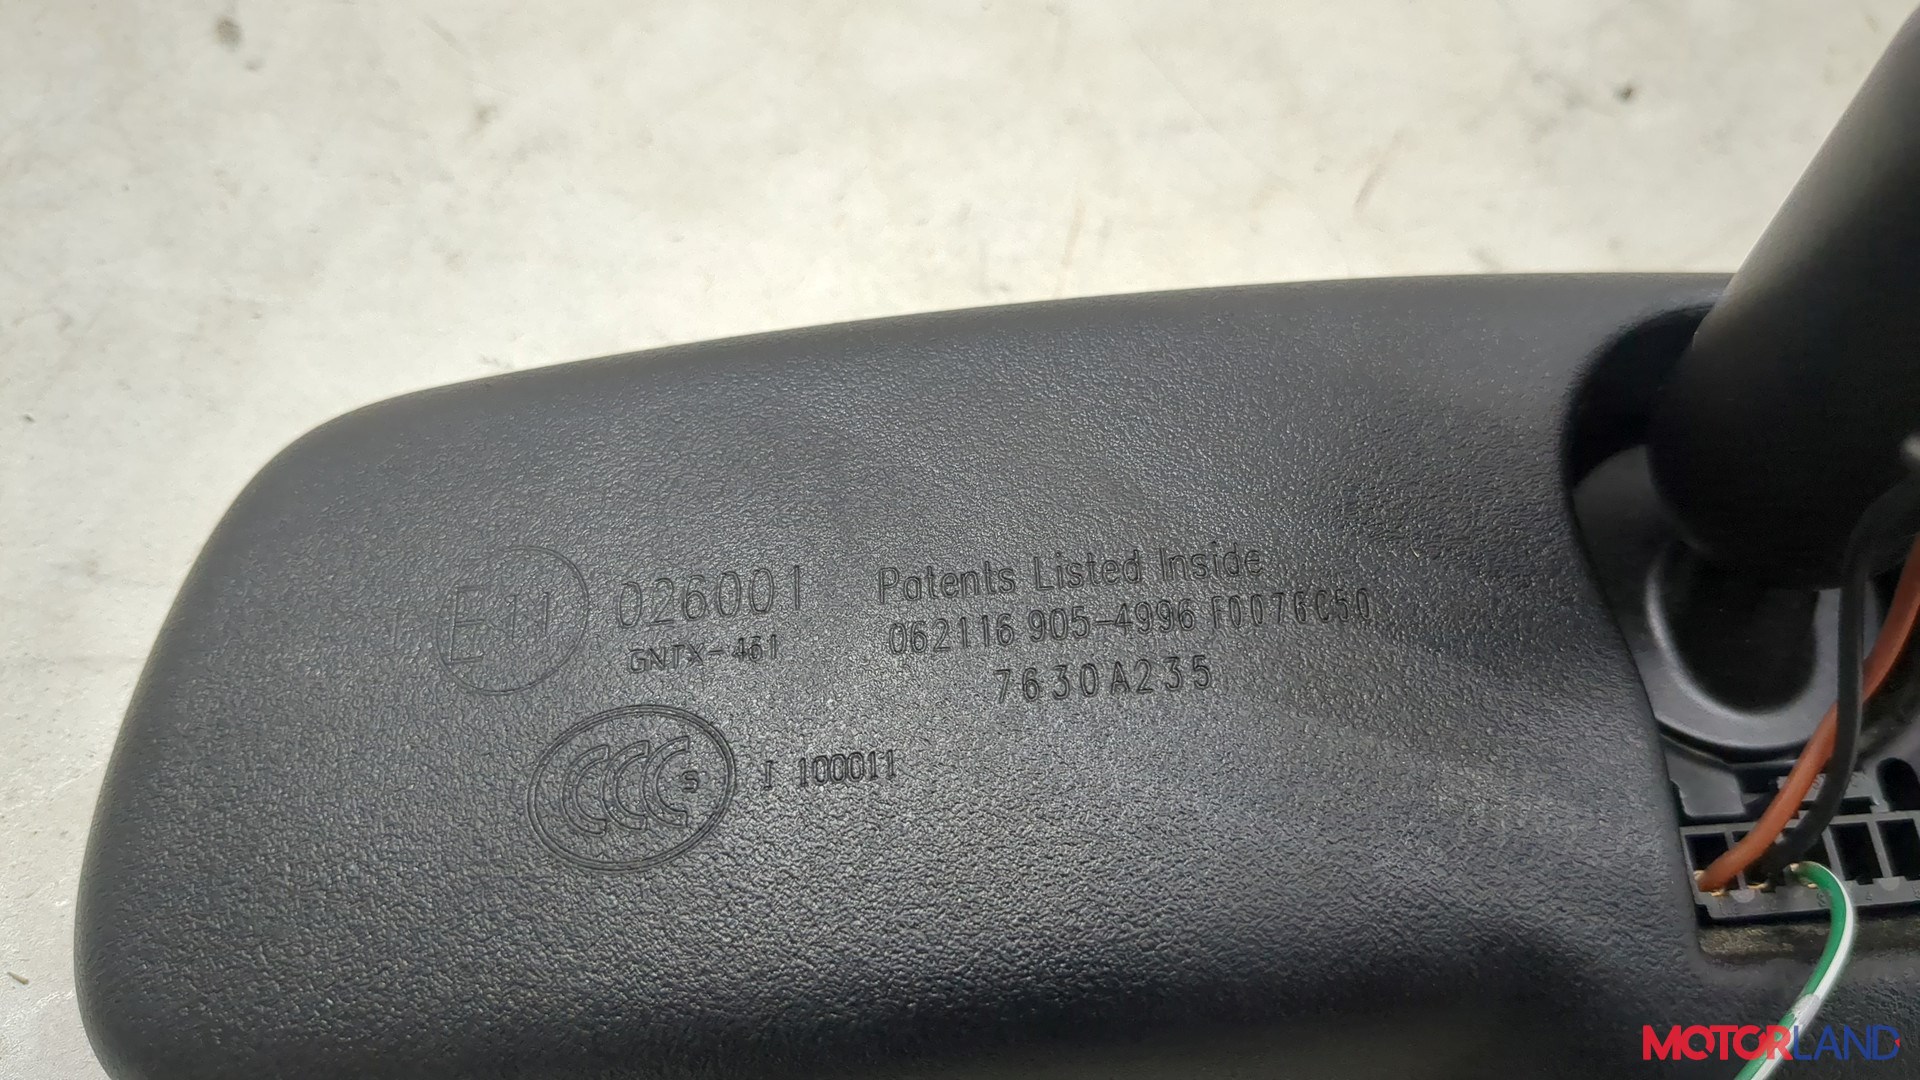 I E11 026001
GNTX-461
Patents Listed Inside
062116 905-4996 F0076C50
7630A235
CCC S I 100011
MOTORLAND